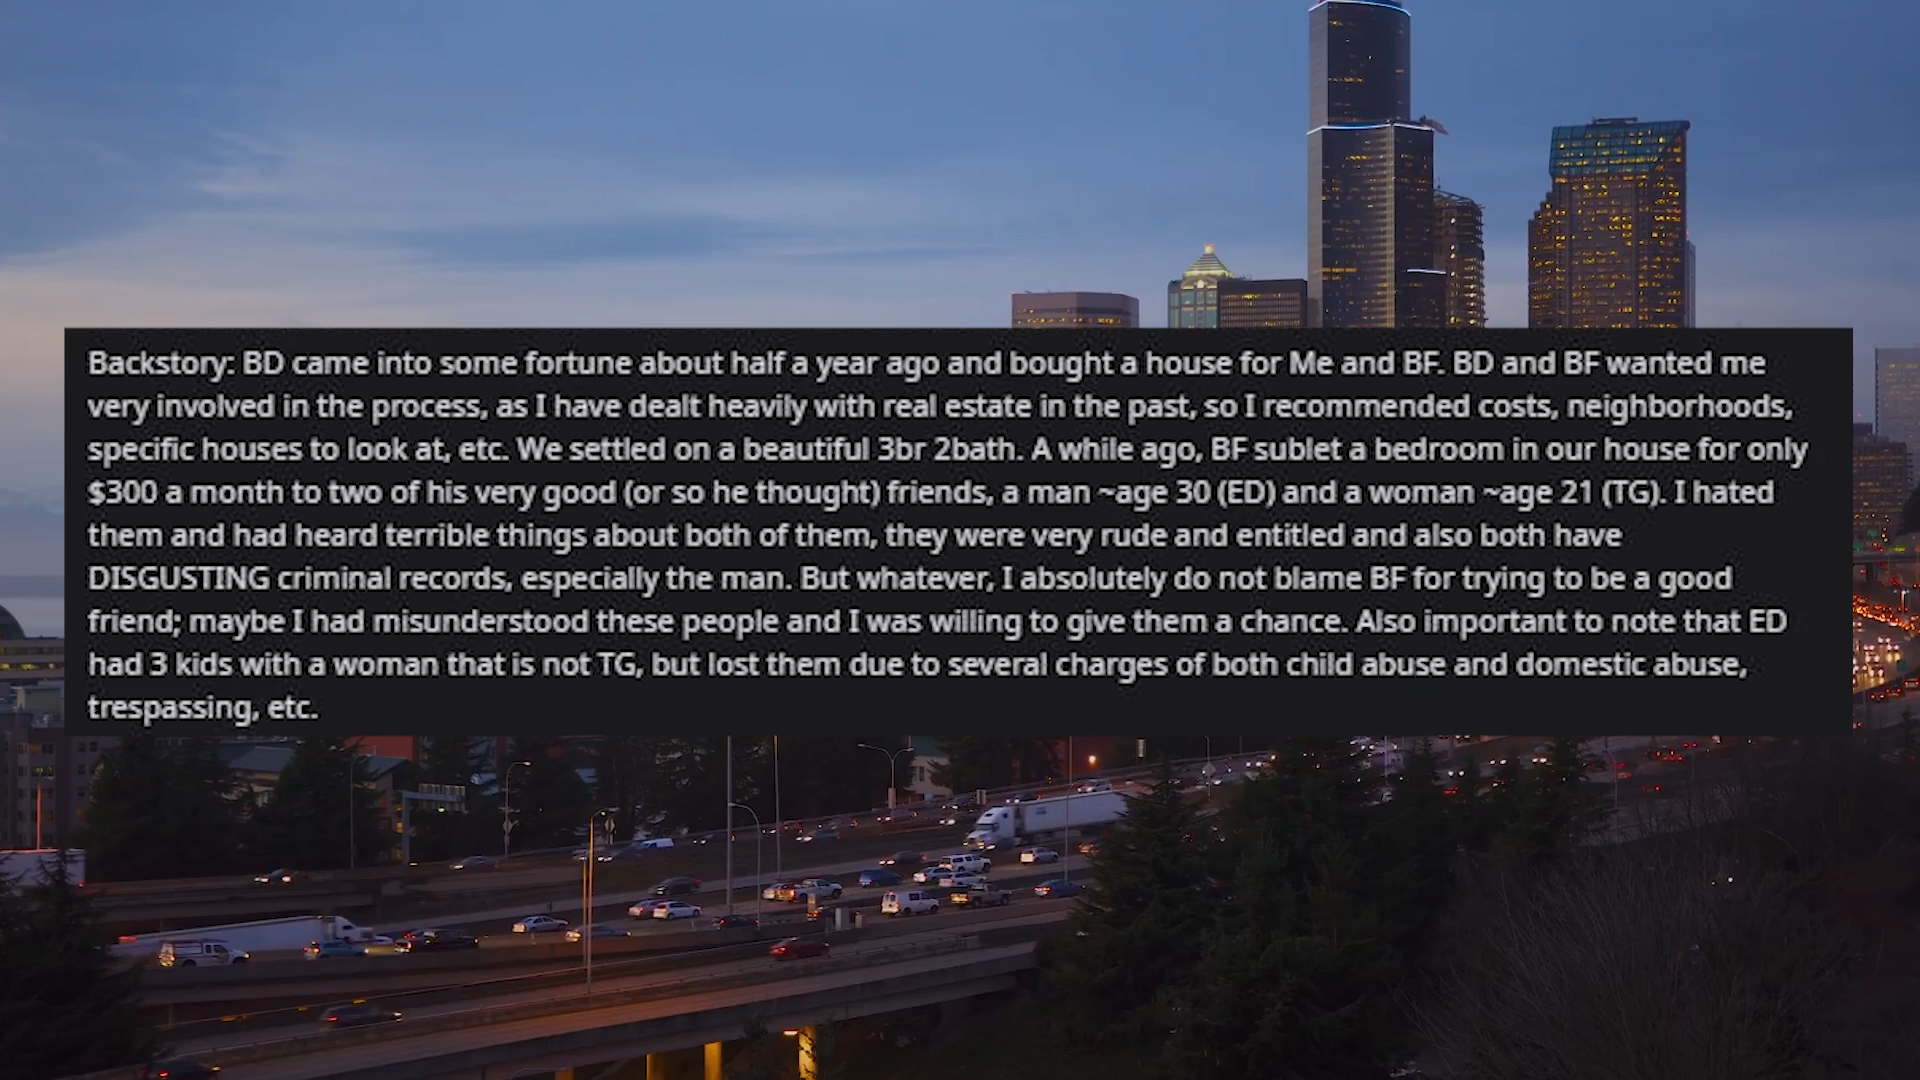 Backstory: BD came into some fortune about half a year ago and bought a house for Me and BF. BD and BF wanted me
very involved in the process, as I have dealt heavily with real estate in the past, so I recommended costs, neighborhoods,
specific houses to look at, etc. We settled on a beautiful 3br 2bath. A while ago, BF sublet a bedroom in our house for only
$300 a month to two of his very good (or so he thought) friends, a man ~age 30 (ED) and a woman ~age 21 (TG). I hated
them and had heard terrible things about both of them, they were very rude and entitled and also both have
DISGUSTING criminal records, especially the man. But whatever, I absolutely do not blame BF for trying to be a good
friend; maybe I had misunderstood these people and I was willing to give them a chance. Also important to note that ED
had 3 kids with a woman that is not TG, but lost them due to several charges of both child abuse and domestic abuse,
trespassing, etc.